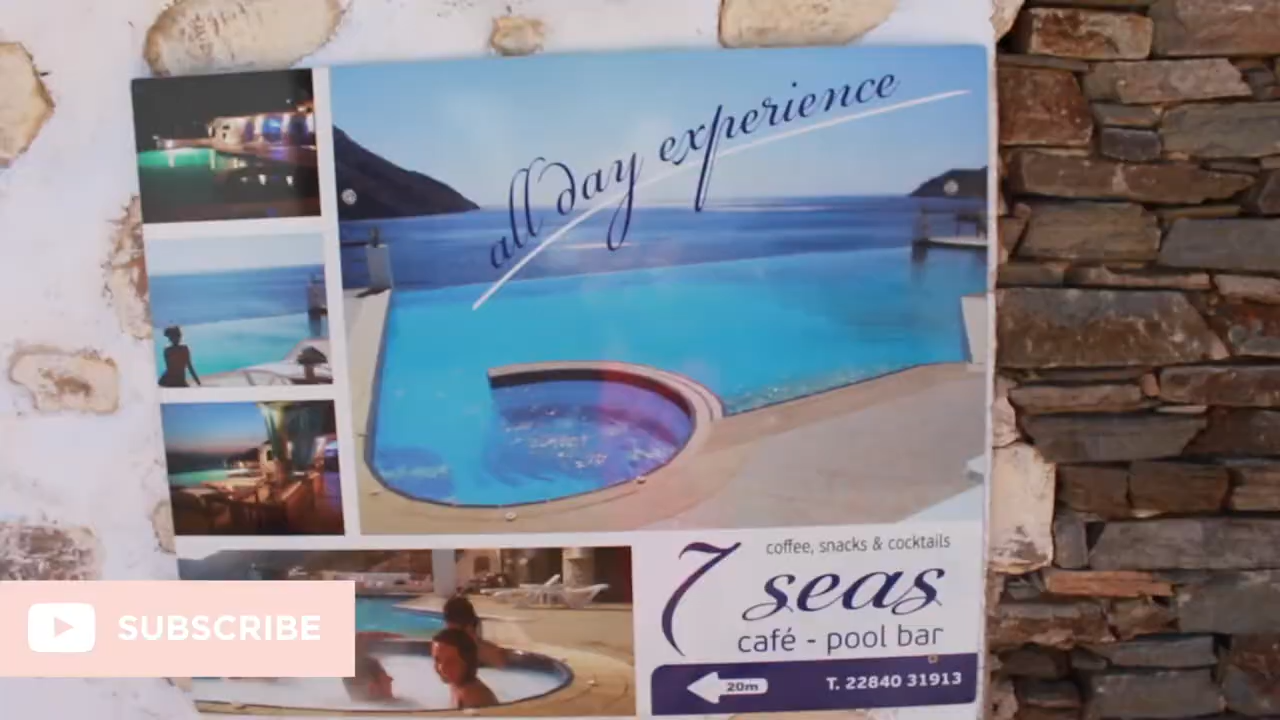 all day experience
coffee, snacks & cocktails
7 seas
café - pool bar
20m
T. 22840 31913
SUBSCRIBE